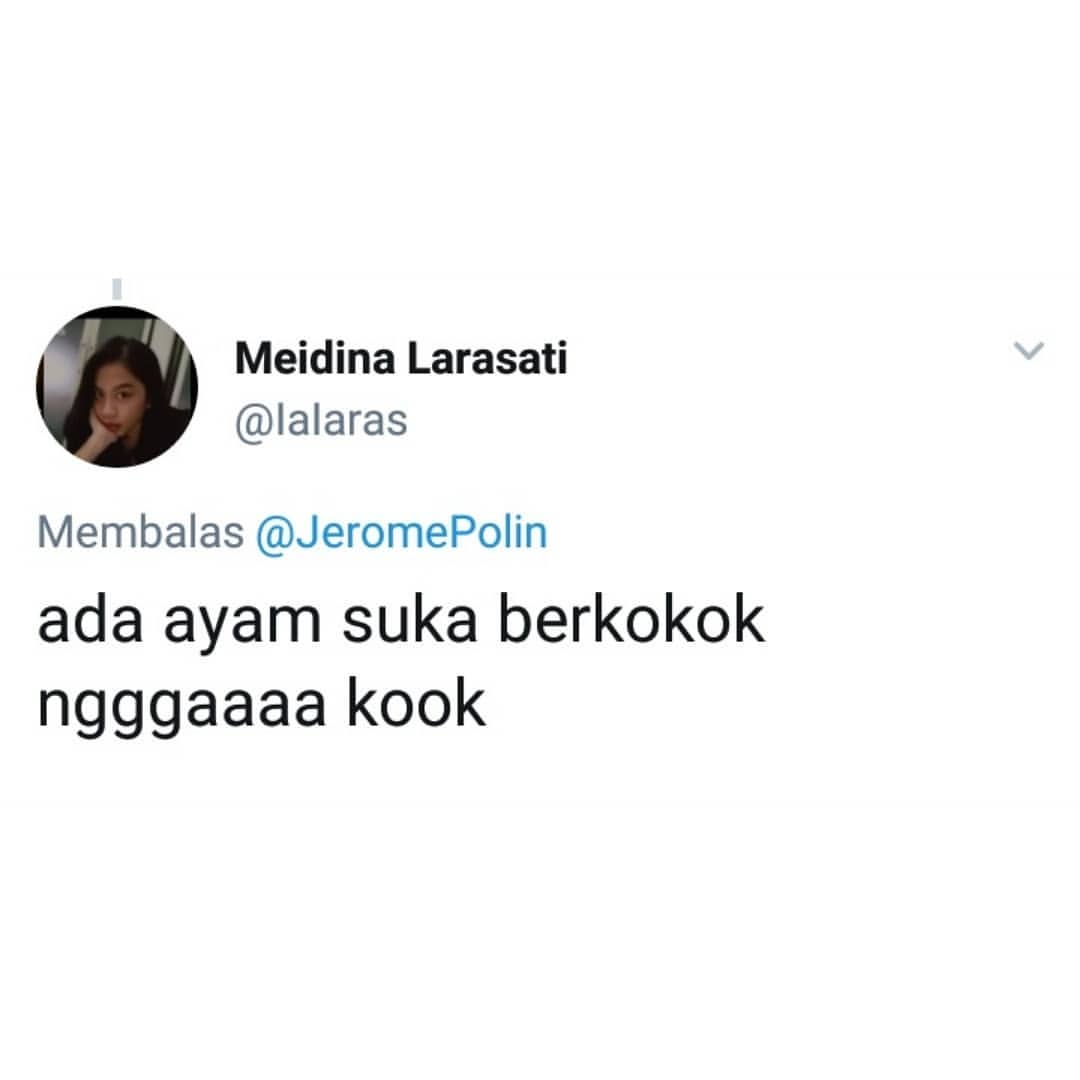 Meidina Larasati
@lalaras
Membalas @JeromePolin
ada ayam suka berkokok
ngggaaaa kook